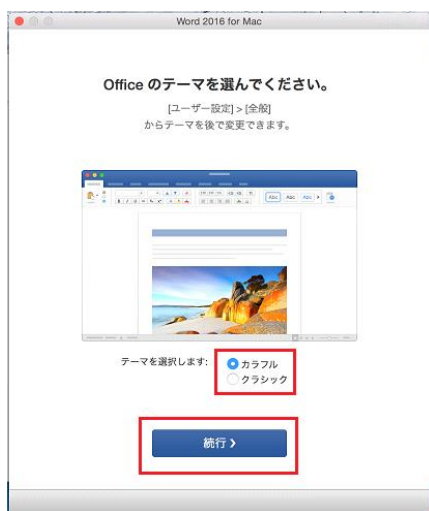 Word 2016 for Mac
Office のテーマを選んでください。
[ユーザー設定] > [全般]
からテーマを後で変更できます。
テーマを選択します:
カラフル
クラシック
続行 ›